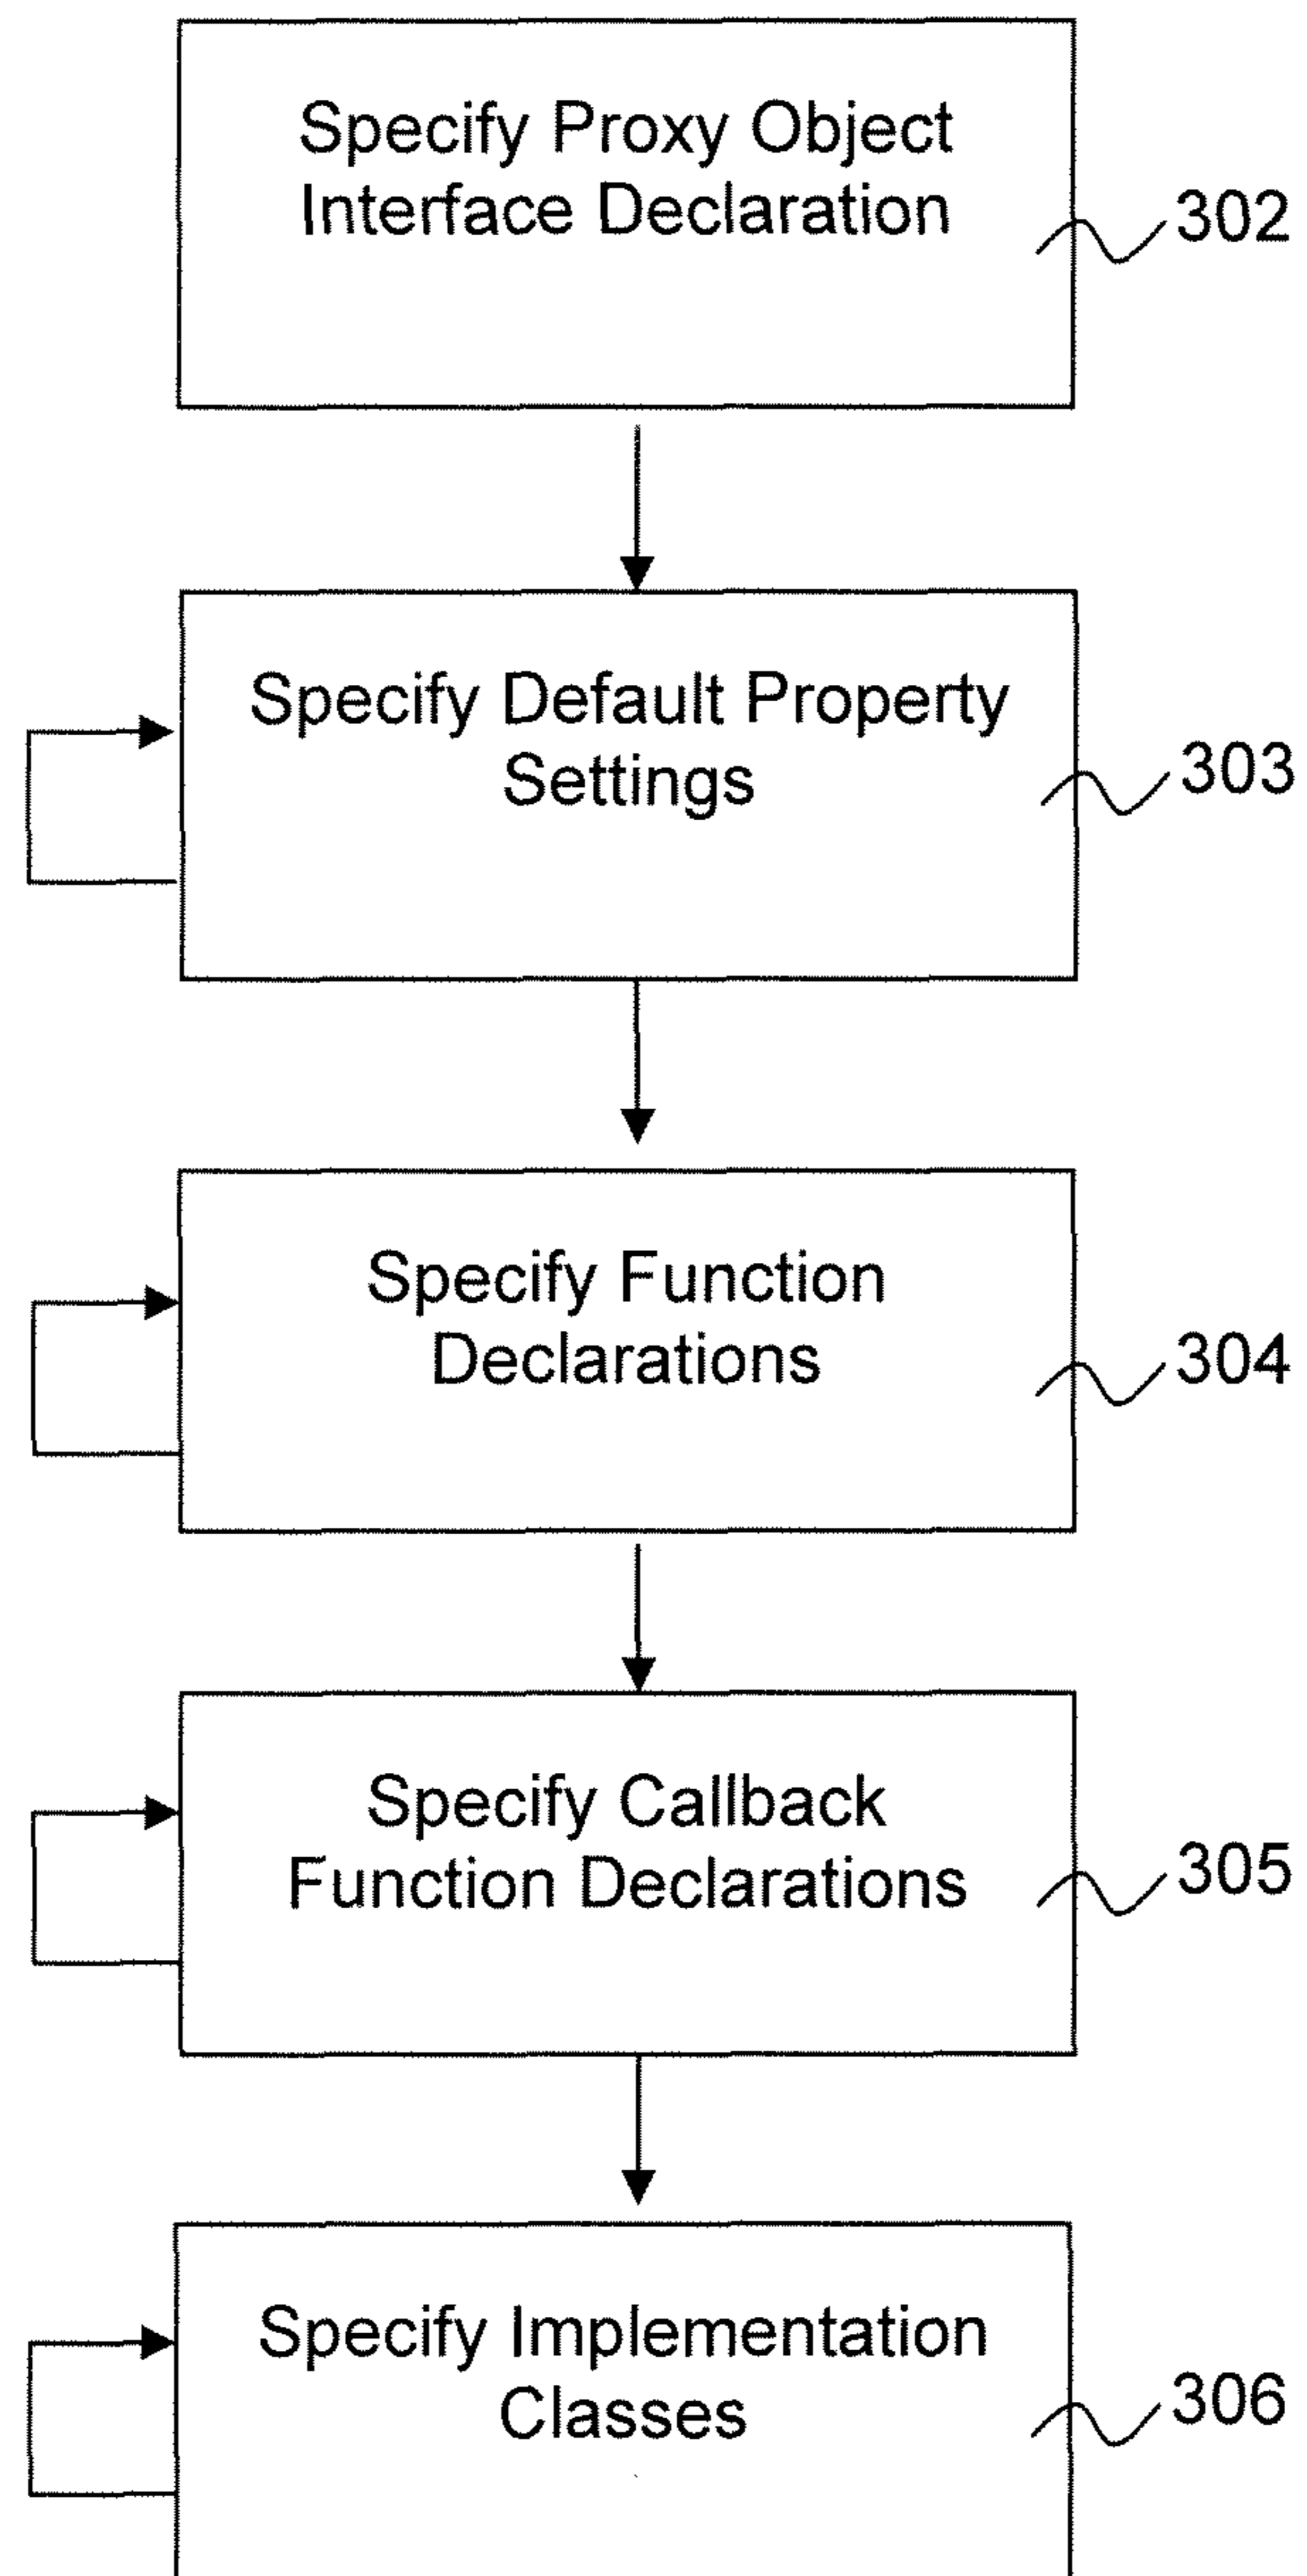 Specify Proxy Object
Interface Declaration
302
Specify Default Property
Settings
303
Specify Function
Declarations
304
Specify Callback
Function Declarations
305
Specify Implementation
Classes
306